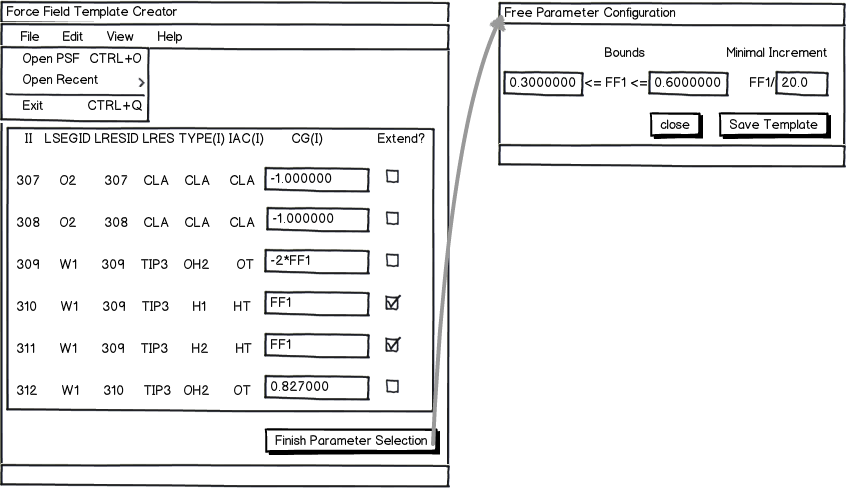 Force Field Template Creator
File Edit View Help
Open PSF CTRL+O
Open Recent >
Exit CTRL+Q
II LSEGID LRESID LRES TYPE(I) IAC(I) CG(I) Extend?
307 O2 307 CLA CLA CLA -1.000000
308 O2 308 CLA CLA CLA -1.000000
309 W1 309 TIP3 OH2 OT -2*FF1
310 W1 309 TIP3 H1 HT FF1
311 W1 309 TIP3 H2 HT FF1
312 W1 310 TIP3 OH2 OT 0.827000
Finish Parameter Selection
Free Parameter Configuration
Bounds Minimal Increment
0.3000000 <= FF1 <= 0.6000000 FF1/ 20.0
close Save Template